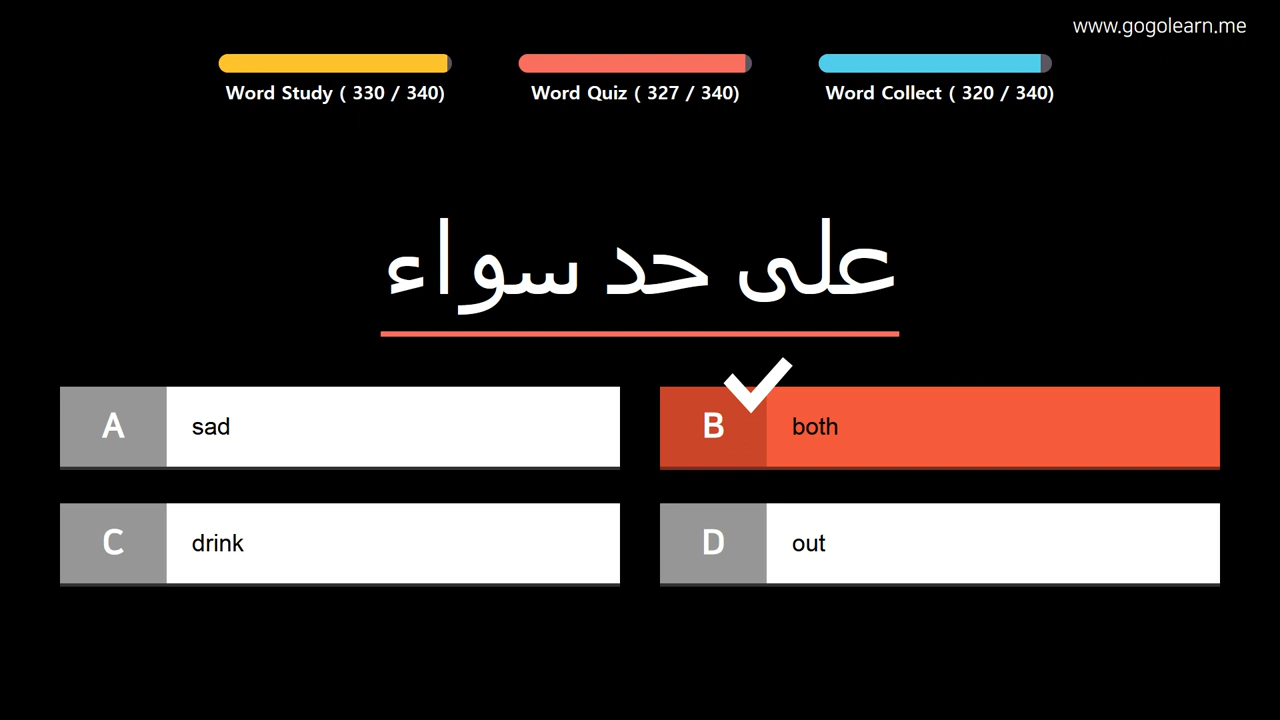 www.gogolearn.me
Word Study ( 330 / 340)
Word Quiz ( 327 / 340)
Word Collect ( 320 / 340)
على حد سواء
A
sad
B
both
C
drink
D
out